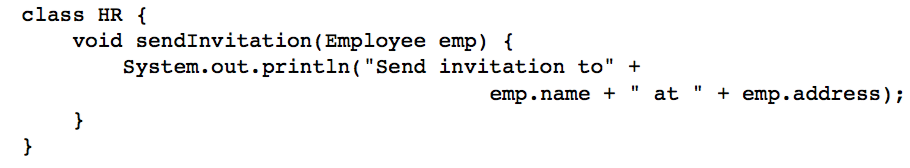 class HR {
    void sendInvitation(Employee emp) {
        System.out.println("Send invitation to" +
                                     emp.name + " at " + emp.address);
    }
}